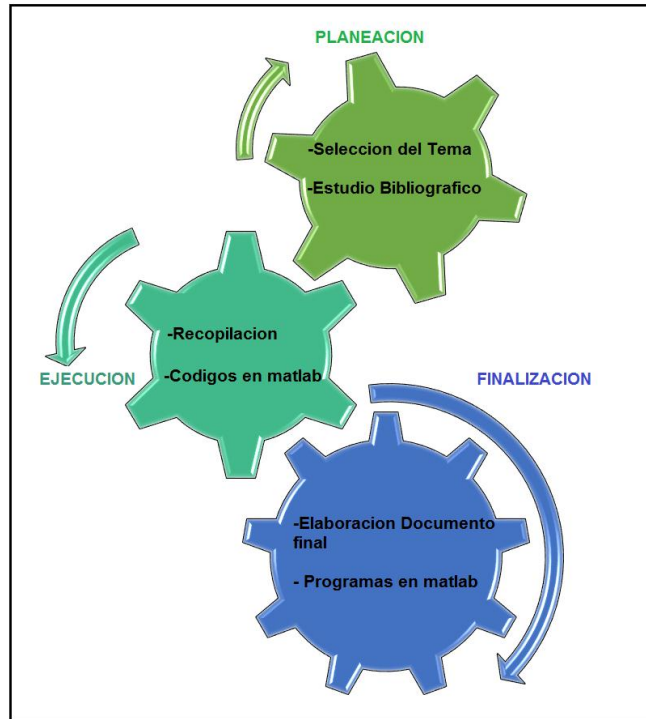 PLANEACION
-Seleccion del Tema
-Estudio Bibliografico
-Recopilacion
-Codigos en matlab
EJECUCION
FINALIZACION
-Elaboracion Documento
final
- Programas en matlab